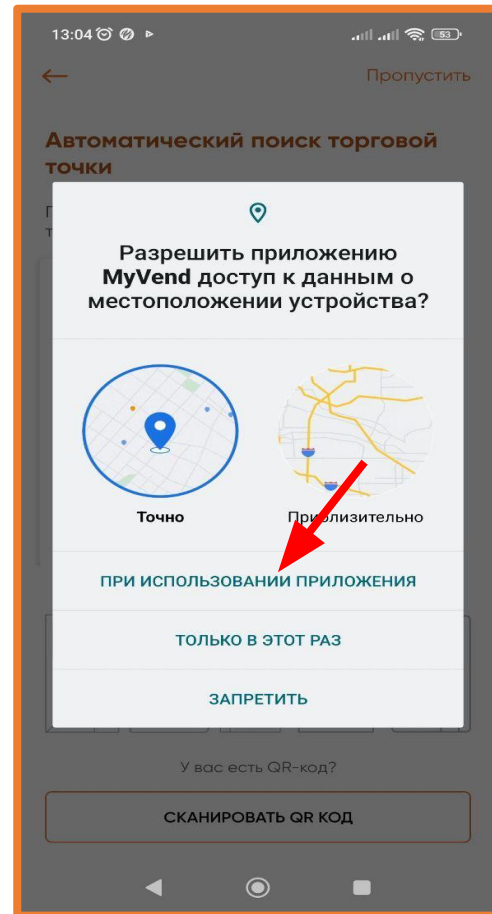 13:04
53
Пропустить
Автоматический поиск торговой
точки
Разрешить приложению
MyVend доступ к данным о
местоположении устройства?
Точно
Приблизительно
ПРИ ИСПОЛЬЗОВАНИИ ПРИЛОЖЕНИЯ
ТОЛЬКО В ЭТОТ РАЗ
ЗАПРЕТИТЬ
У вас есть QR-код?
СКАНИРОВАТЬ QR КОД